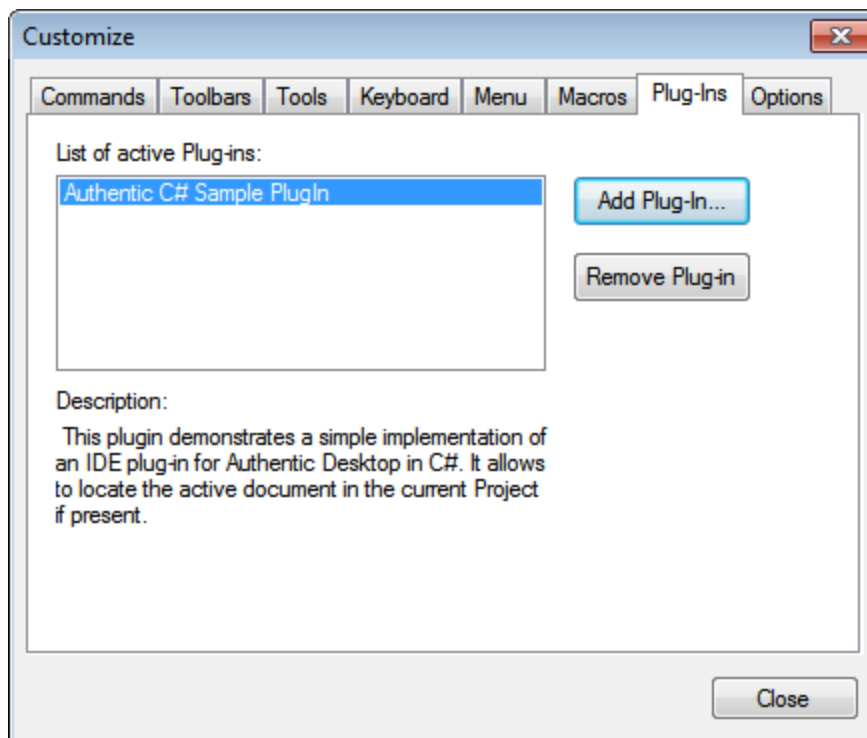 Customize
Commands Toolbars Tools Keyboard Menu Macros Plug-Ins Options
List of active Plug-ins:
Authentic C# Sample PlugIn
Add Plug-In...
Remove Plug-in
Description:
This plugin demonstrates a simple implementation of
an IDE plug-in for Authentic Desktop in C#. It allows
to locate the active document in the current Project
if present.
Close